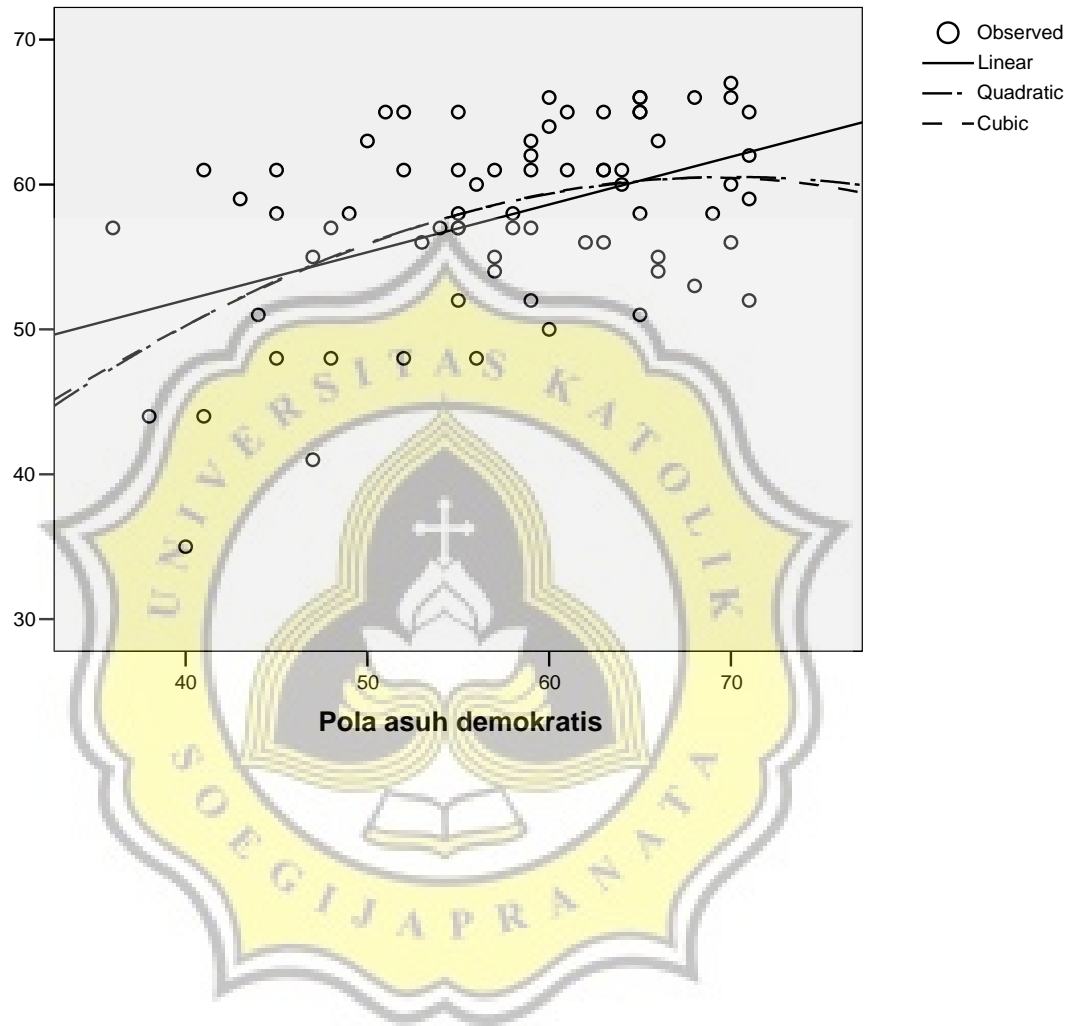 70
60
50
40
30
40 50 60 70
Pola asuh demokratis
Observed
Linear
Quadratic
Cubic
UNIVERSITAS KATOLIK
SOEGIJAPRANATA